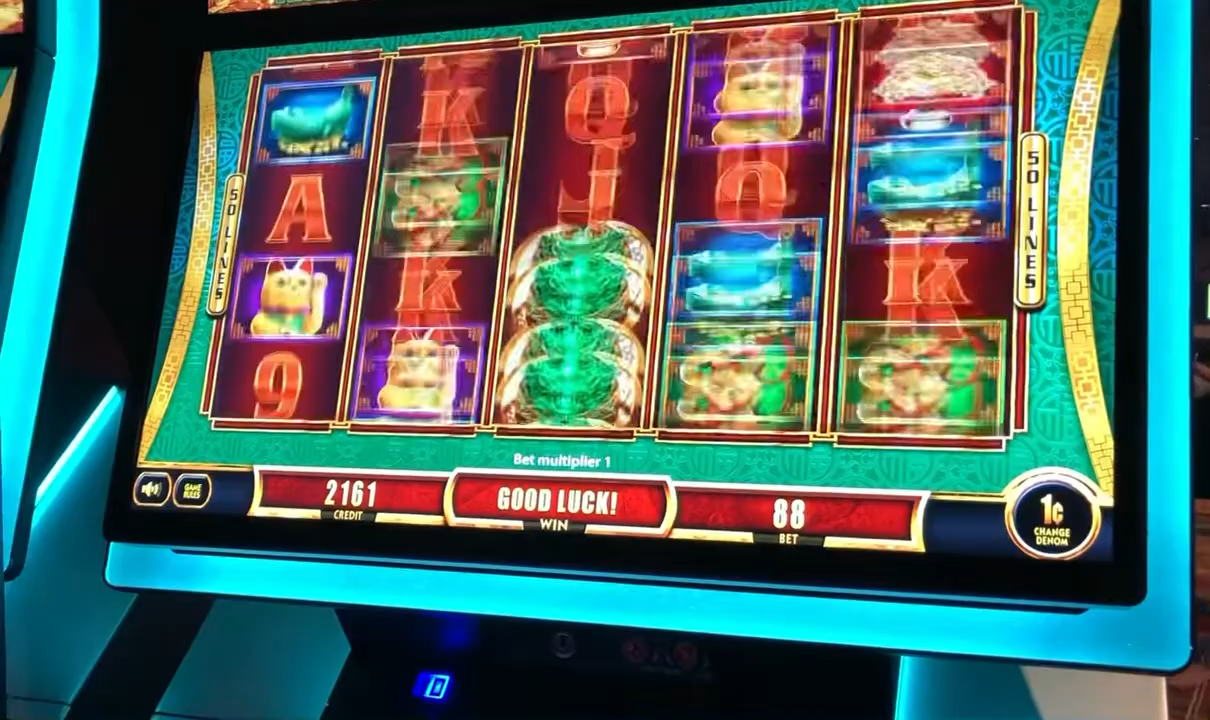 K
Q
A
J
Q
K
K
9
50 LINES
50 LINES
Bet multiplier 1
GAME RULES
2161
CREDIT
GOOD LUCK!
WIN
88
BET
1¢
CHANGE
DENOM